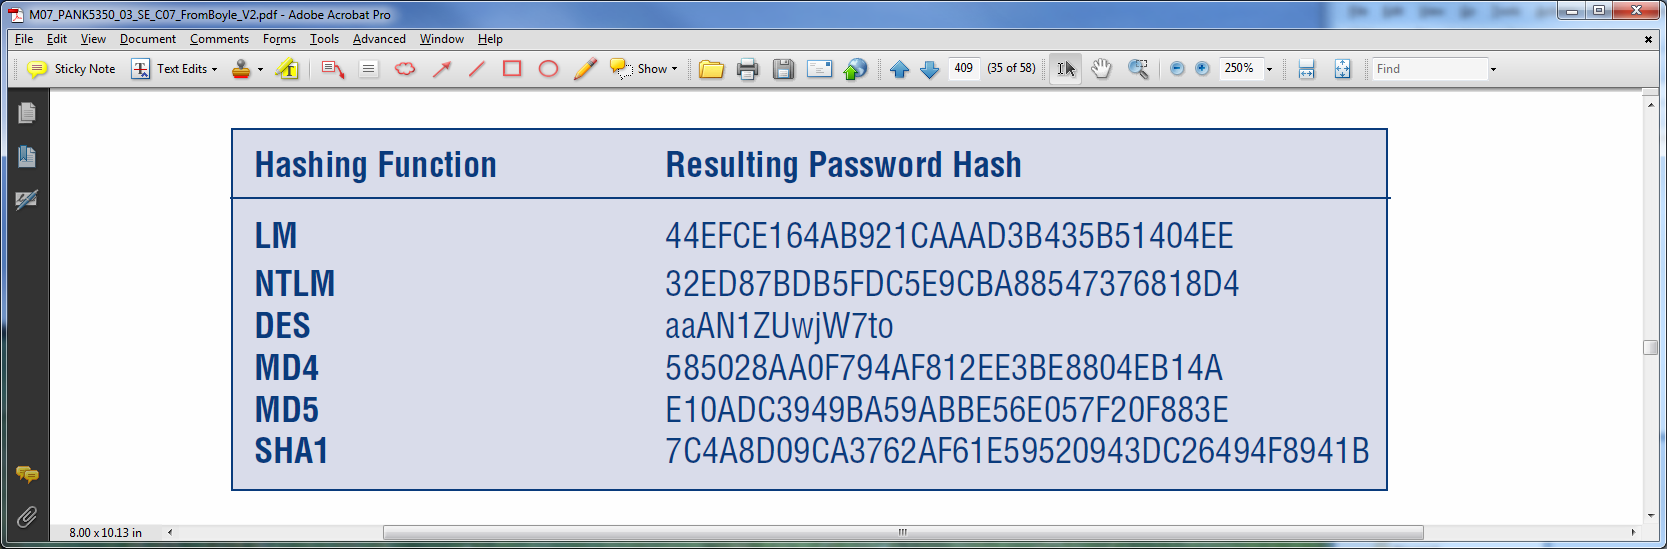 M07_PANK5350_03_SE_C07_FromBoyle_V2.pdf - Adobe Acrobat Pro
File Edit View Document Comments Forms Tools Advanced Window Help
Sticky Note Text Edits Show 409 (35 of 58) 250% Find
Hashing Function Resulting Password Hash
LM 44EFCE164AB921CAAAD3B435B51404EE
NTLM 32ED87BDB5FDC5E9CBA88547376818D4
DES aaAN1ZUwjW7to
MD4 585028AA0F794AF812EE3BE8804EB14A
MD5 E10ADC3949BA59ABBE56E057F20F883E
SHA1 7C4A8D09CA3762AF61E59520943DC26494F8941B
8.00 x 10.13 in